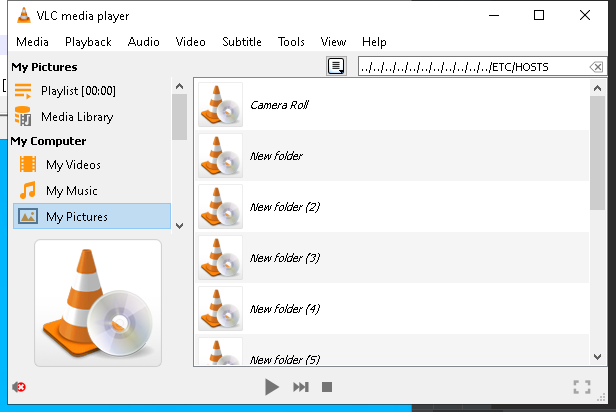 VLC media player
Media Playback Audio Video Subtitle Tools View Help
My Pictures
../../../../../../../../../../../ETC/HOSTS
Playlist [00:00]
Media Library
My Computer
My Videos
My Music
My Pictures
Camera Roll
New folder
New folder (2)
New folder (3)
New folder (4)
New folder (5)